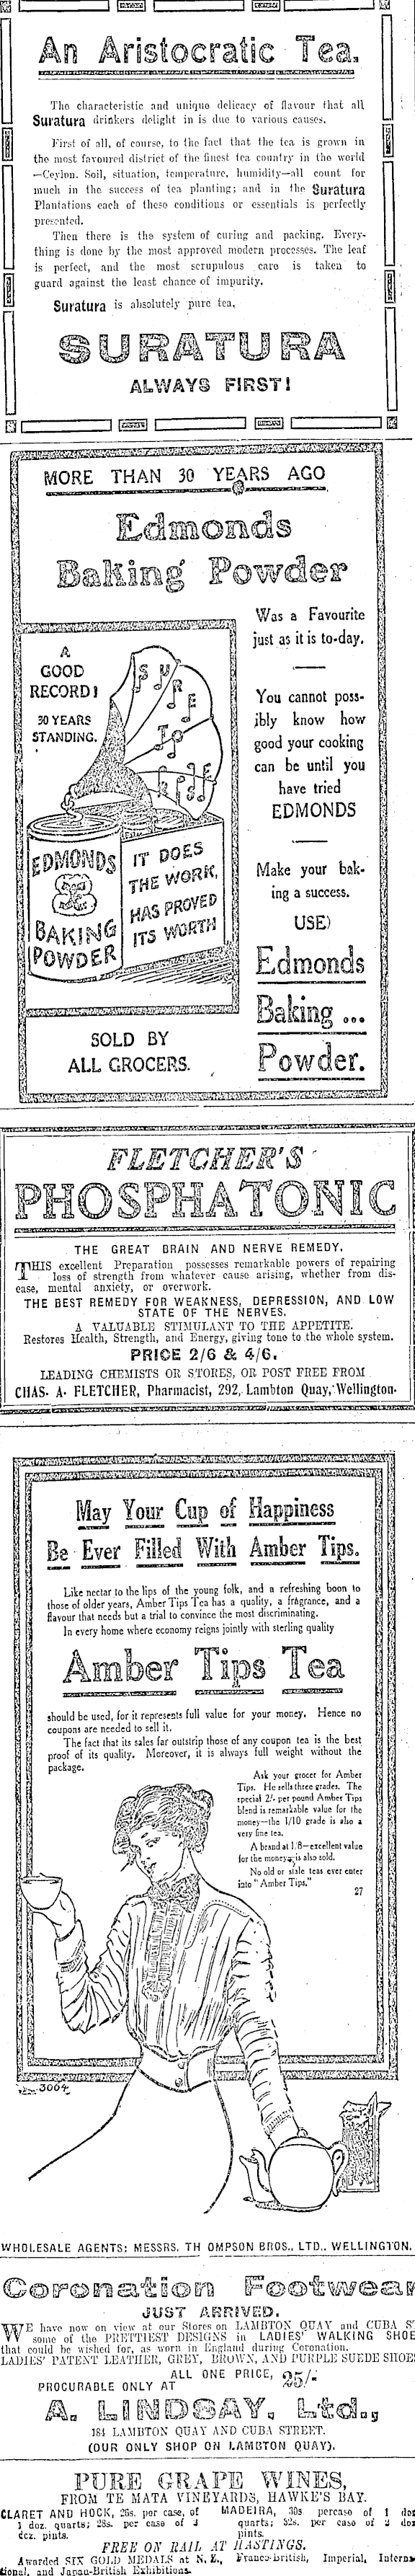 An Aristocratic Tea.
The characteristic and unique delicacy of flavour that all
Suratura drinkers delight in is due to various causes.
First of all, of course, to the fact that the tea is grown in
the most favoured district of the finest tea country in the world
—Ceylon. Soil, situation, temperature, humidity—all count for
much in the success of tea planting; and in the Suratura
Plantations each of these conditions or essentials is perfectly
presented.
Then there is the system of curing and packing. Every-
thing is done by the most approved modern processes. The leaf
is perfect, and the most scrupulous care is taken to
guard against the least chance of impurity.
Suratura is absolutely pure tea.
SURATURA
ALWAYS FIRST!
MORE THAN 30 YEARS AGO
Edmonds
Baking Powder
Was a Favourite
just as it is to-day.
You cannot poss-
ibly know how
good your cooking
can be until you
have tried
EDMONDS
Make your bak-
ing a success.
USE)
Edmonds
Baking ...
Powder.
A
GOOD
RECORD!
30 YEARS
STANDING.
SURE
TO
RISE
EDMONDS
BAKING
POWDER
IT DOES
THE WORK,
HAS PROVED
ITS WORTH
SOLD BY
ALL GROCERS.
FLETCHER'S
PHOSPHATONIC
THE GREAT BRAIN AND NERVE REMEDY.
THIS excellent Preparation possesses remarkable powers of repairing
loss of strength from whatever cause arising, whether from dis-
ease, mental anxiety, or overwork.
THE BEST REMEDY FOR WEAKNESS, DEPRESSION, AND LOW
STATE OF THE NERVES.
A VALUABLE STIMULANT TO THE APPETITE.
Restores Health, Strength, and Energy, giving tono to the whole system.
PRICE 2/6 & 4/6.
LEADING CHEMISTS OR STORES, OR POST FREE FROM
CHAS. A. FLETCHER, Pharmacist, 292, Lambton Quay, Wellington.
May Your Cup of Happiness
Be Ever Filled With Amber Tips.
Like nectar to the lips of the young folk, and a refreshing boon to
those of older years, Amber Tips Tea has a quality, a fragrance, and a
flavour that needs but a trial to convince the most discriminating.
In every home where economy reigns jointly with sterling quality
Amber Tips Tea
should be used, for it represents full value for your money. Hence no
coupons are needed to sell it.
The fact that its sales far outstrip those of any coupon tea is the best
proof of its quality. Moreover, it is always full weight without the
package.
Ask your grocer for Amber
Tips. He sells three grades. The
special 2/- per pound Amber Tips
blend is remarkable value for the
money—the 1/10 grade is also a
very fine tea.
A brand at 1/8—excellent value
for the money—is also sold.
No old or stale teas ever enter
into "Amber Tips."
27
3064
WHOLESALE AGENTS: MESSRS. TH OMPSON BROS., LTD., WELLINGTON.
Coronation Footwear
JUST ARRIVED.
WE have now on view at our Stores on LAMBTON QUAY and CUBA S
some of the PRETTIEST DESIGNS in LADIES' WALKING SHOE
that could be wished for, as worn in England during Coronation.
LADIES' PATENT LEATHER, GREY, BROWN, AND PURPLE SUEDE SHOE
ALL ONE PRICE, 25/-
PROCURABLE ONLY AT
A. LINDSAY, Ltd.,
184 LAMBTON QUAY AND CUBA STREET.
(OUR ONLY SHOP ON LAMBTON QUAY).
PURE GRAPE WINES,
FROM TE MATA VINEYARDS, HAWKE'S BAY.
CLARET AND HOCK, 26s. per case, of
1 doz. quarts; 28s. per case of
doz. pints.
MADEIRA, 30s. percase of 1 doz
quarts; 32s. per case of 2 doz
pints.
FREE ON RAIL AT HASTINGS.
Awarded SIX GOLD MEDALS at N.Z., Franco-British, Imperial, Interna
tional, and Japan-British Exhibitions.